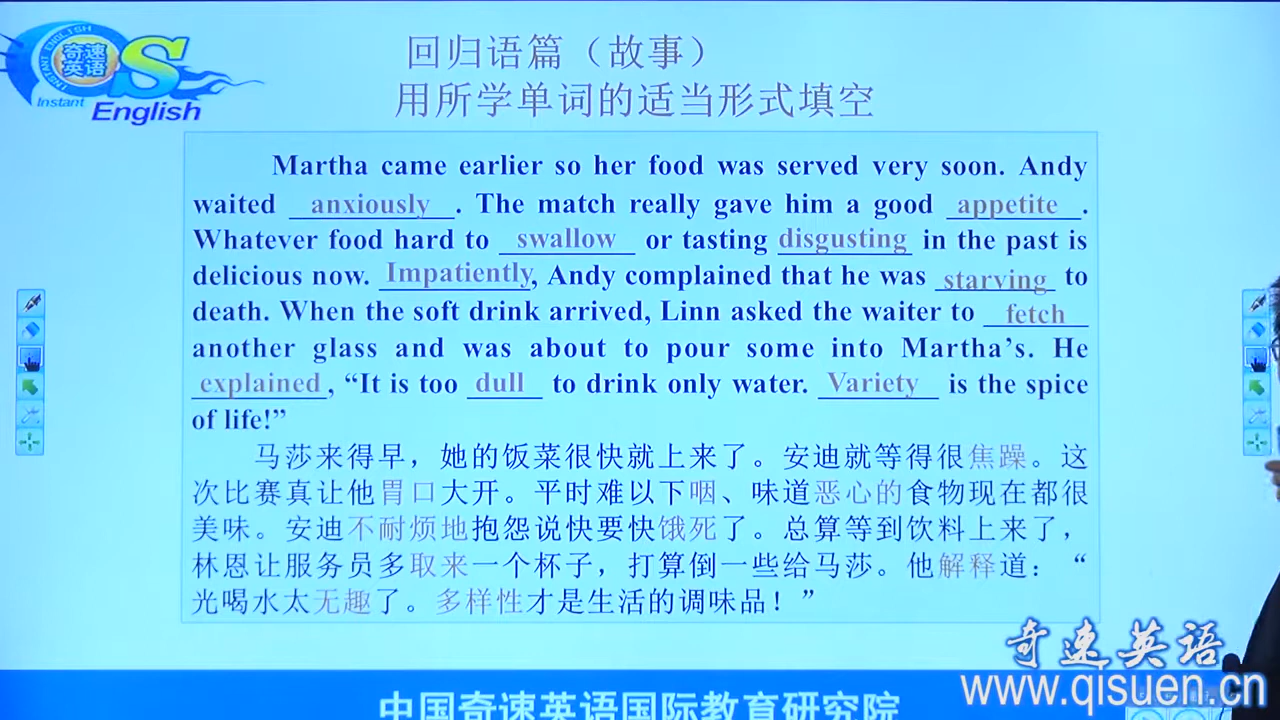 INSTANT ENGLISH
奇速
英语
QS
Instant
English
回归语篇（故事）
用所学单词的适当形式填空
Martha came earlier so her food was served very soon. Andy
waited anxiously. The match really gave him a good appetite.
Whatever food hard to swallow or tasting disgusting in the past is
delicious now. Impatiently, Andy complained that he was starving to
death. When the soft drink arrived, Linn asked the waiter to fetch
another glass and was about to pour some into Martha’s. He
explained, “It is too dull to drink only water. Variety is the spice
of life!”
马莎来得早，她的饭菜很快就上来了。安迪就等得很焦躁。这
次比赛真让他胃口大开。平时难以下咽、味道恶心的食物现在都很
美味。安迪不耐烦地抱怨说快要快饿死了。总算等到饮料上来了，
林恩让服务员多取来一个杯子，打算倒一些给马莎。他解释道：“
光喝水太无趣了。多样性才是生活的调味品！”
奇速英语
www.qisuen.cn
中国奇速英语国际教育研究院